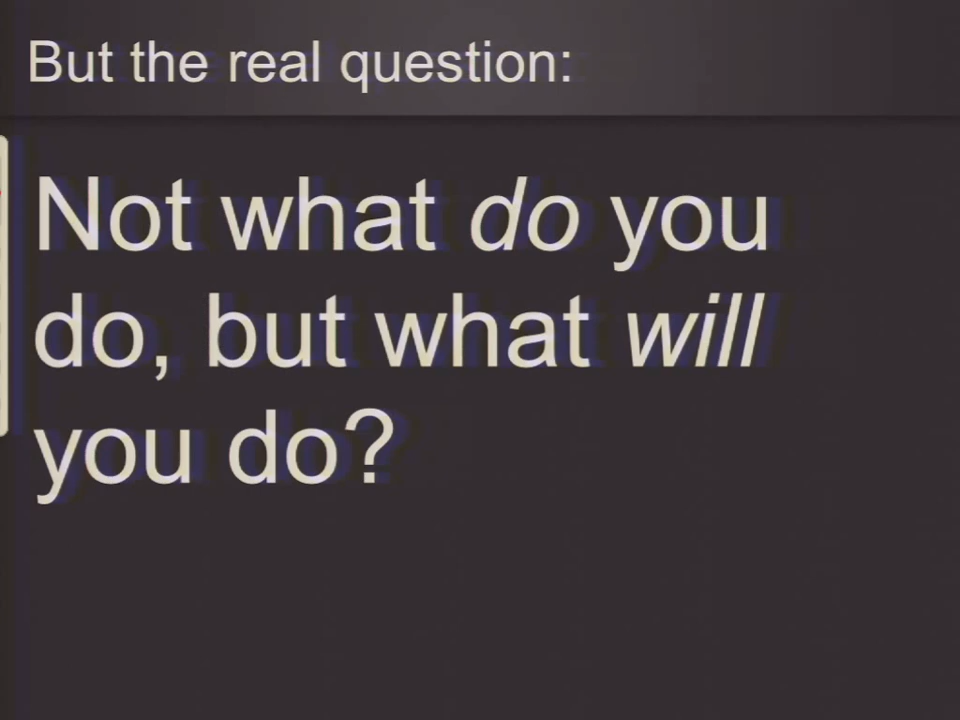 But the real question:
Not what do you
do, but what will
you do?